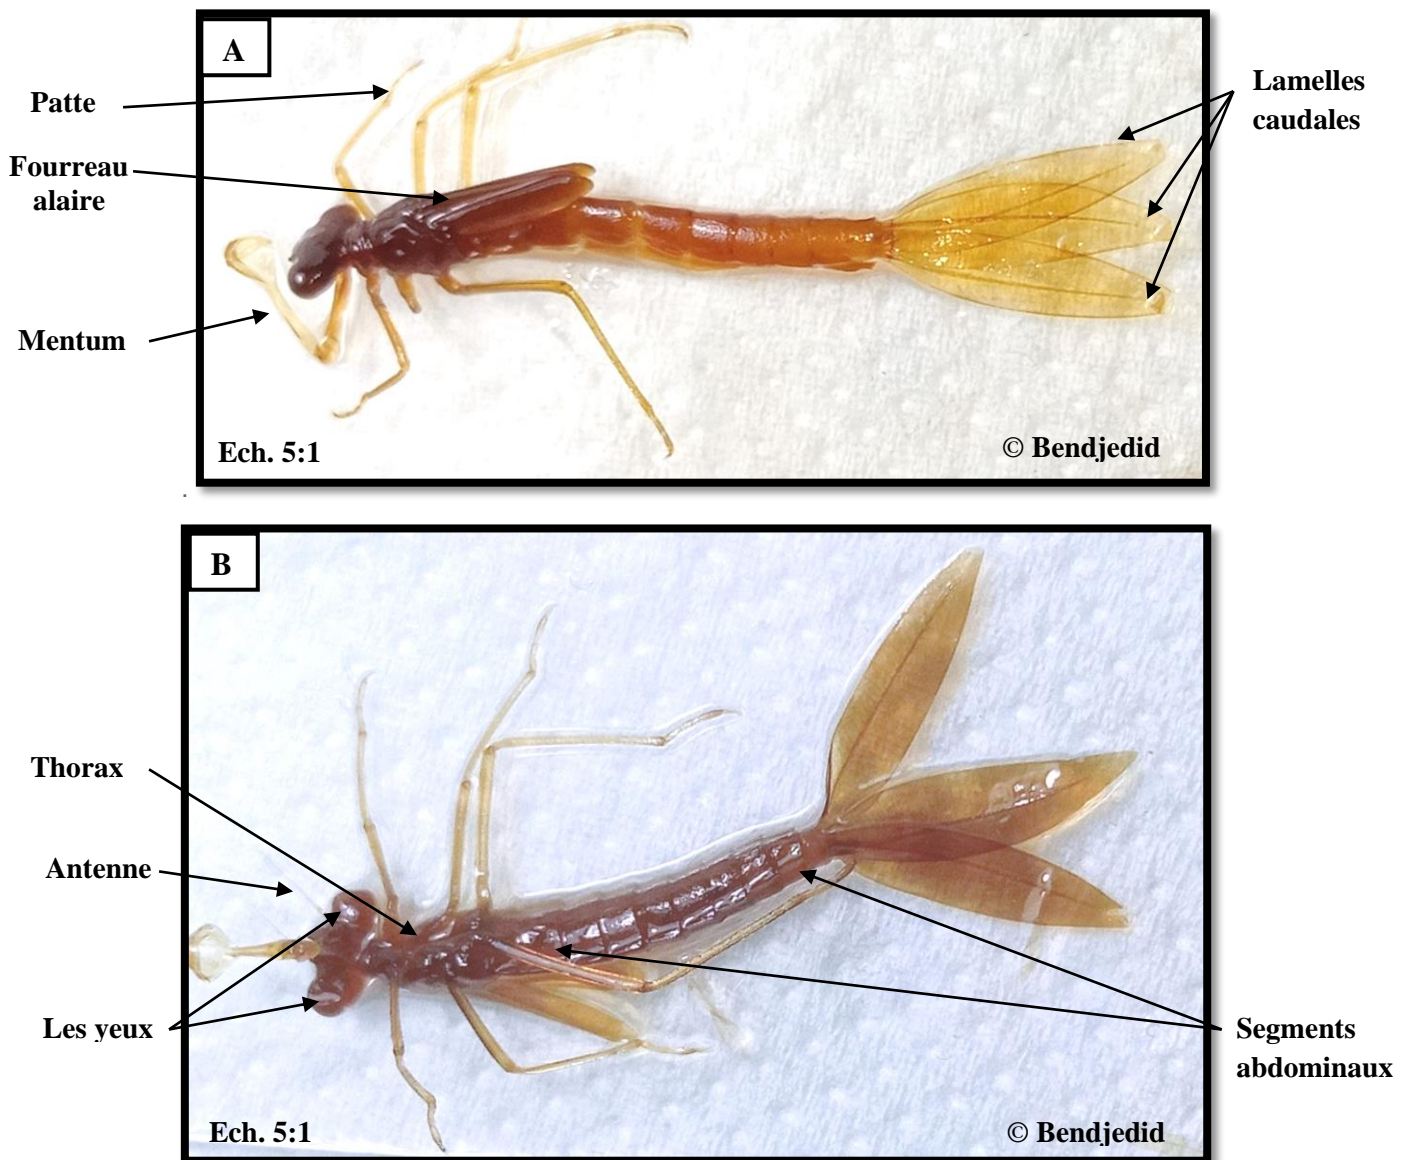 A
Patte
Lamelles
caudales
Fourreau
alaire
Mentum
Ech. 5:1
© Bendjedid
B
Thorax
Antenne
Les yeux
Segments
abdominaux
Ech. 5:1
© Bendjedid